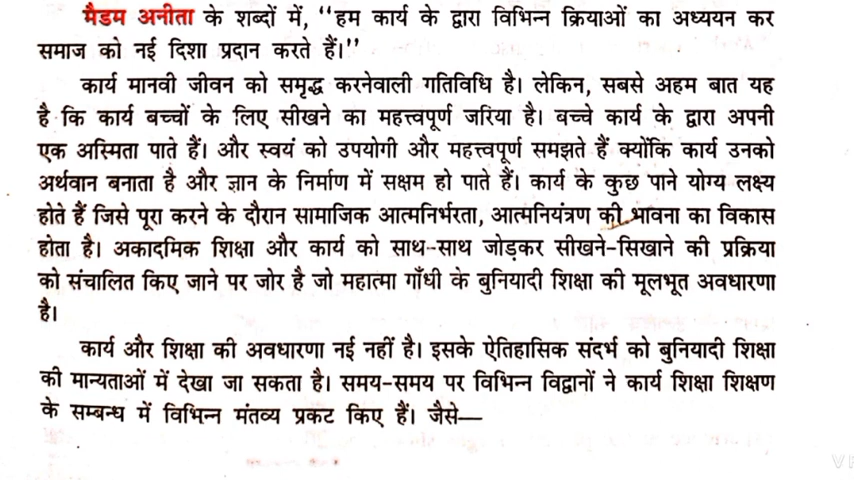 मैडम अनीता के शब्दों में, ‘‘हम कार्य के द्वारा विभिन्न क्रियाओं का अध्ययन कर
समाज को नई दिशा प्रदान करते हैं।’’
कार्य मानवी जीवन को समृद्ध करनेवाली गतिविधि है। लेकिन, सबसे अहम बात यह
है कि कार्य बच्चों के लिए सीखने का महत्त्वपूर्ण जरिया है। बच्चे कार्य के द्वारा अपनी
एक अस्मिता पाते हैं। और स्वयं को उपयोगी और महत्त्वपूर्ण समझते हैं क्योंकि कार्य उनको
अर्थवान बनाता है और ज्ञान के निर्माण में सक्षम हो पाते हैं। कार्य के कुछ पाने योग्य लक्ष्य
होते हैं जिसे पूरा करने के दौरान सामाजिक आत्मनिर्भरता, आत्मनियंत्रण की भावना का विकास
होता है। अकादमिक शिक्षा और कार्य को साथ-साथ जोड़कर सीखने-सिखाने की प्रक्रिया
को संचालित किए जाने पर जोर है जो महात्मा गाँधी के बुनियादी शिक्षा की मूलभूत अवधारणा
है।
कार्य और शिक्षा की अवधारणा नई नहीं है। इसके ऐतिहासिक संदर्भ को बुनियादी शिक्षा
की मान्यताओं में देखा जा सकता है। समय-समय पर विभिन्न विद्वानों ने कार्य शिक्षा शिक्षण
के सम्बन्ध में विभिन्न मंतव्य प्रकट किए हैं। जैसे—